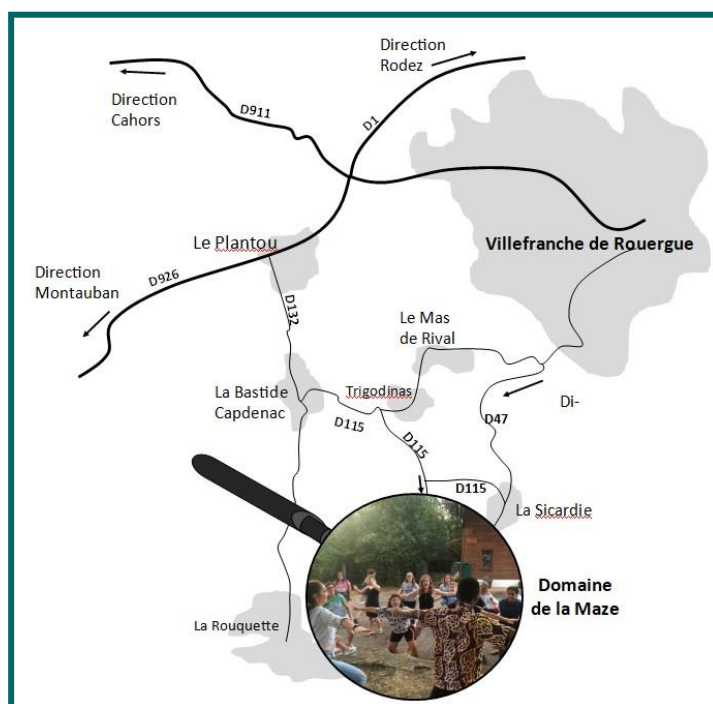 Direction
Rodez
Direction
Cahors
D911
D1
Le Plantou
Villefranche de Rouergue
Direction
Montauban
D926
D132
Le Mas
de Rival
La Bastide
Capdenac
Trigodinas
Di-
D115
D115
D47
D115
La Sicardie
Domaine
de la Maze
La Rouquette